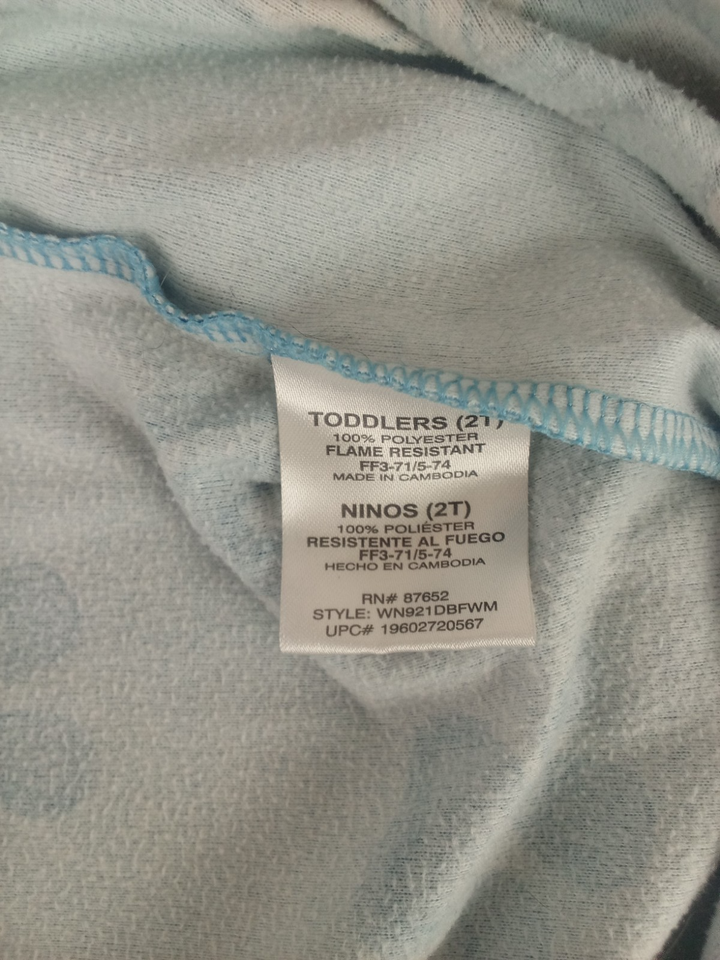 TODDLERS (2T)
100% POLYESTER
FLAME RESISTANT
FF3-71/5-74
MADE IN CAMBODIA
NINOS (2T)
100% POLIÉSTER
RESISTENTE AL FUEGO
FF3-71/5-74
HECHO EN CAMBODIA
RN# 87652
STYLE: WN921DBFWM
UPC# 19602720567